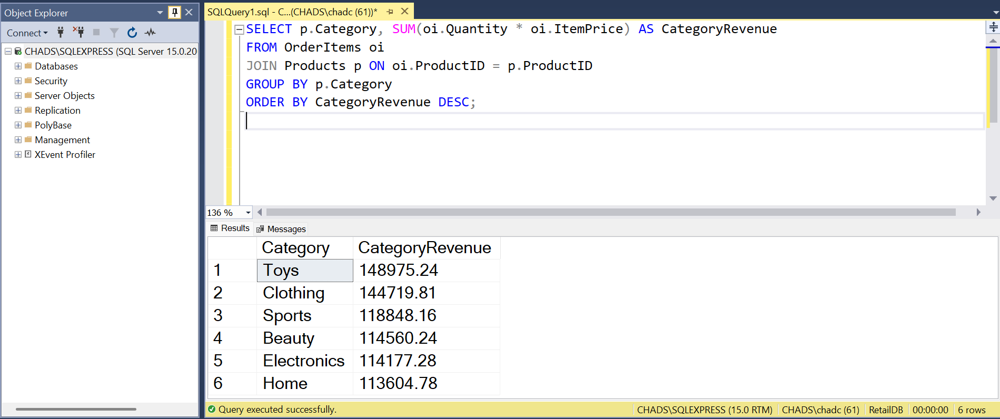 Object Explorer
Connect
CHADS\SQLEXPRESS (SQL Server 15.0.20
Databases
Security
Server Objects
Replication
PolyBase
Management
XEvent Profiler
SQLQuery1.sql - C...(CHADS\chadc (61))*
SELECT p.Category, SUM(oi.Quantity * oi.ItemPrice) AS CategoryRevenue
FROM OrderItems oi
JOIN Products p ON oi.ProductID = p.ProductID
GROUP BY p.Category
ORDER BY CategoryRevenue DESC;
136 %
Results Messages
Category CategoryRevenue
1 Toys 148975.24
2 Clothing 144719.81
3 Sports 118848.16
4 Beauty 114560.24
5 Electronics 114177.28
6 Home 113604.78
Query executed successfully. CHADS\SQLEXPRESS (15.0 RTM) CHADS\chadc (61) RetailDB 00:00:00 6 rows